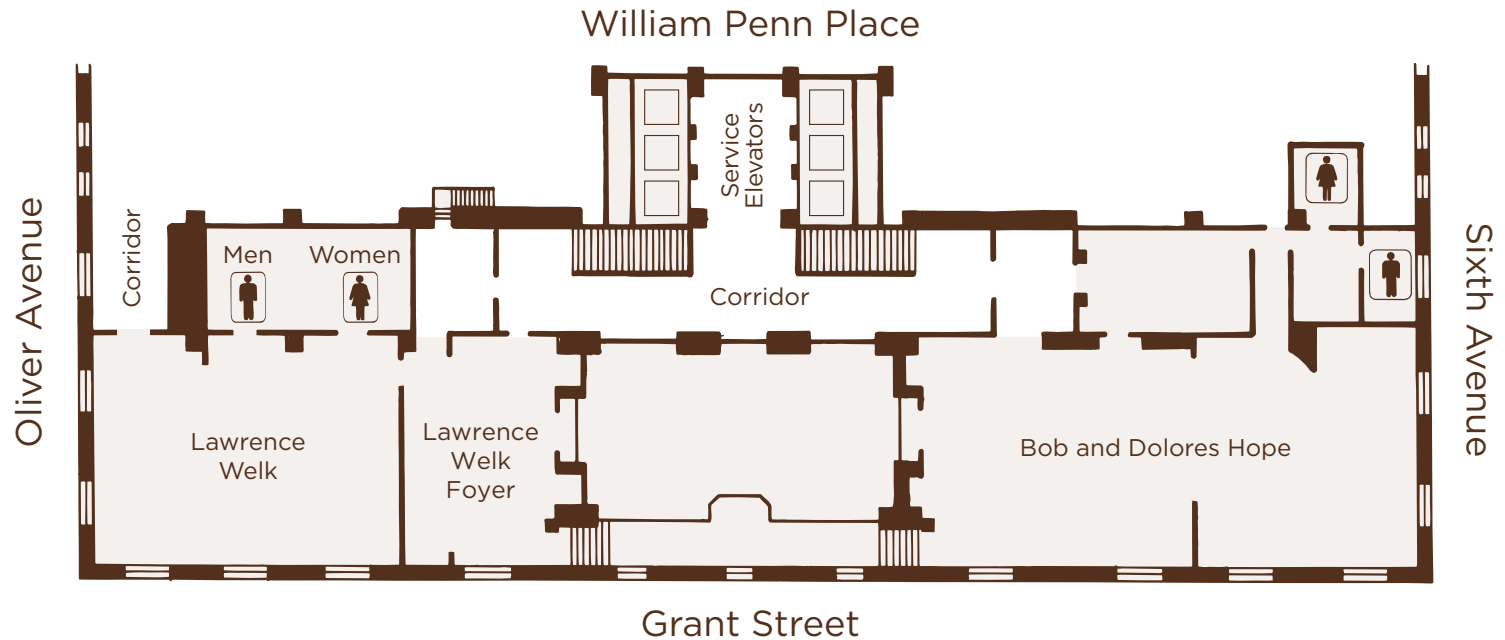 William Penn Place
Service
Elevators
Oliver Avenue
Corridor
Men
Women
Corridor
Sixth Avenue
Lawrence
Welk
Lawrence
Welk
Foyer
Bob and Dolores Hope
Grant Street